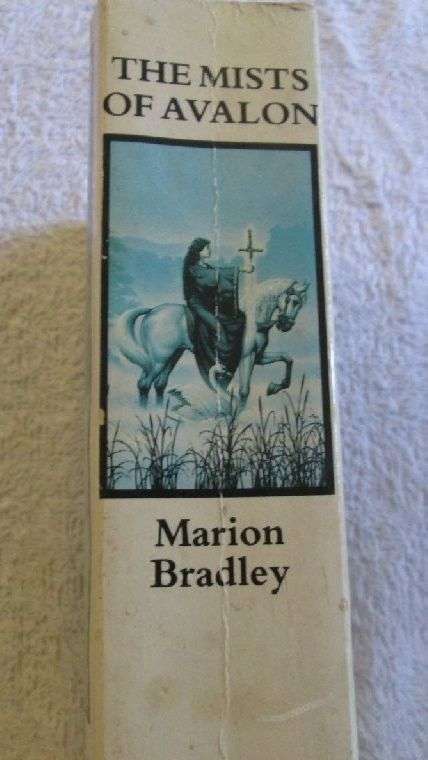 THE MISTS
OF AVALON
Marion
Bradley